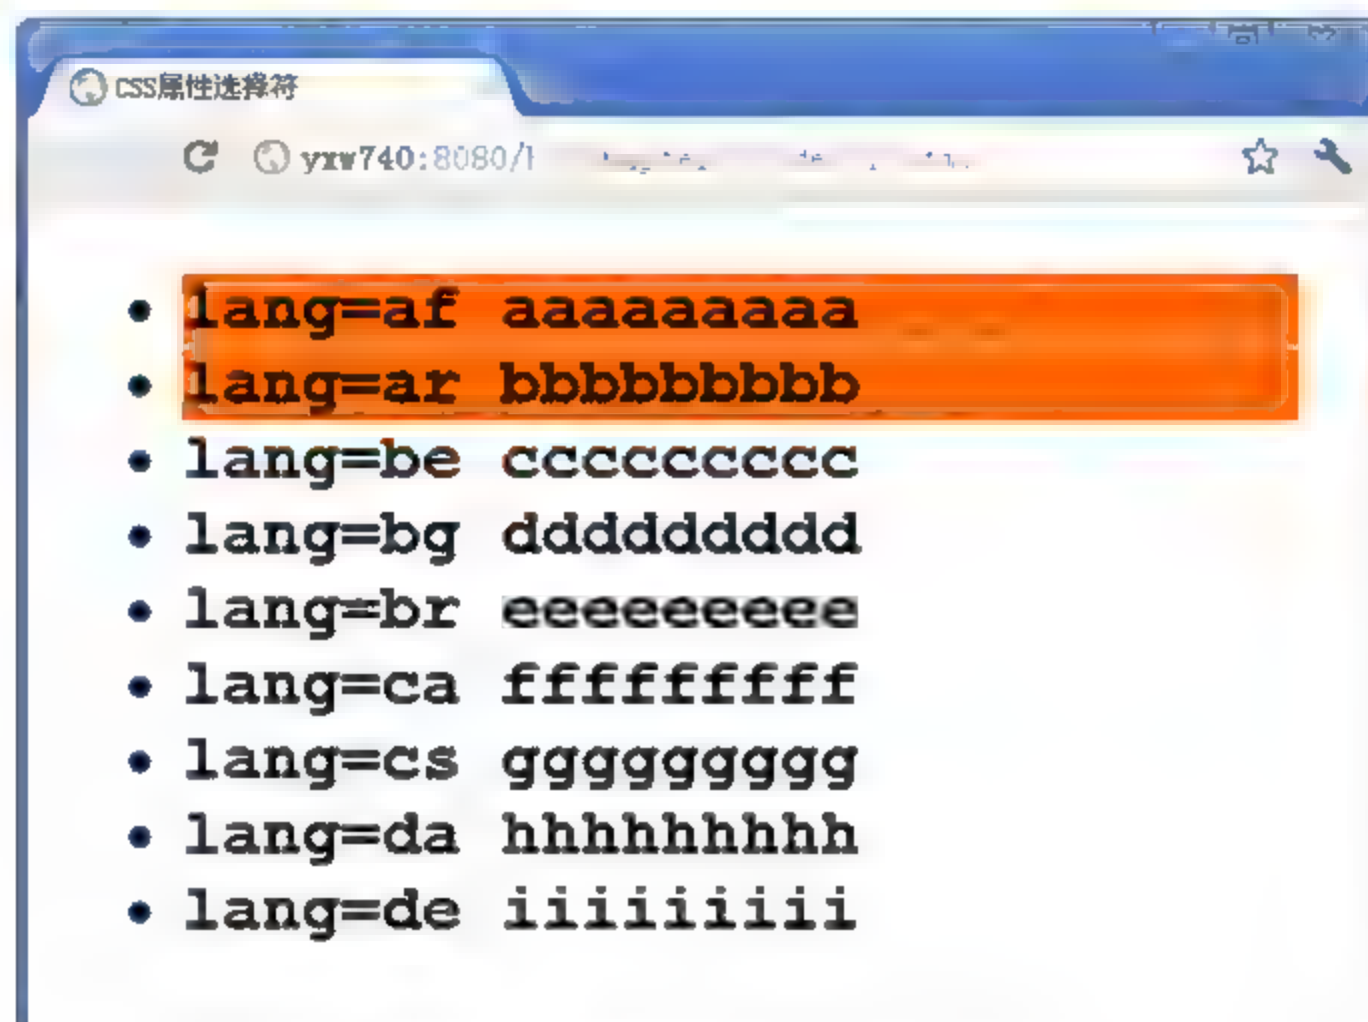 CSS属性选择符
yxw740:8080/
lang=af aaaaaaaaa
lang=ar bbbbbbbbb
lang=be ccccccccc
lang=bg ddddddddd
lang=br eeeeeeeee
lang=ca fffffffff
lang=cs ggggggggg
lang=da hhhhhhhhh
lang=de iiiiiiiii